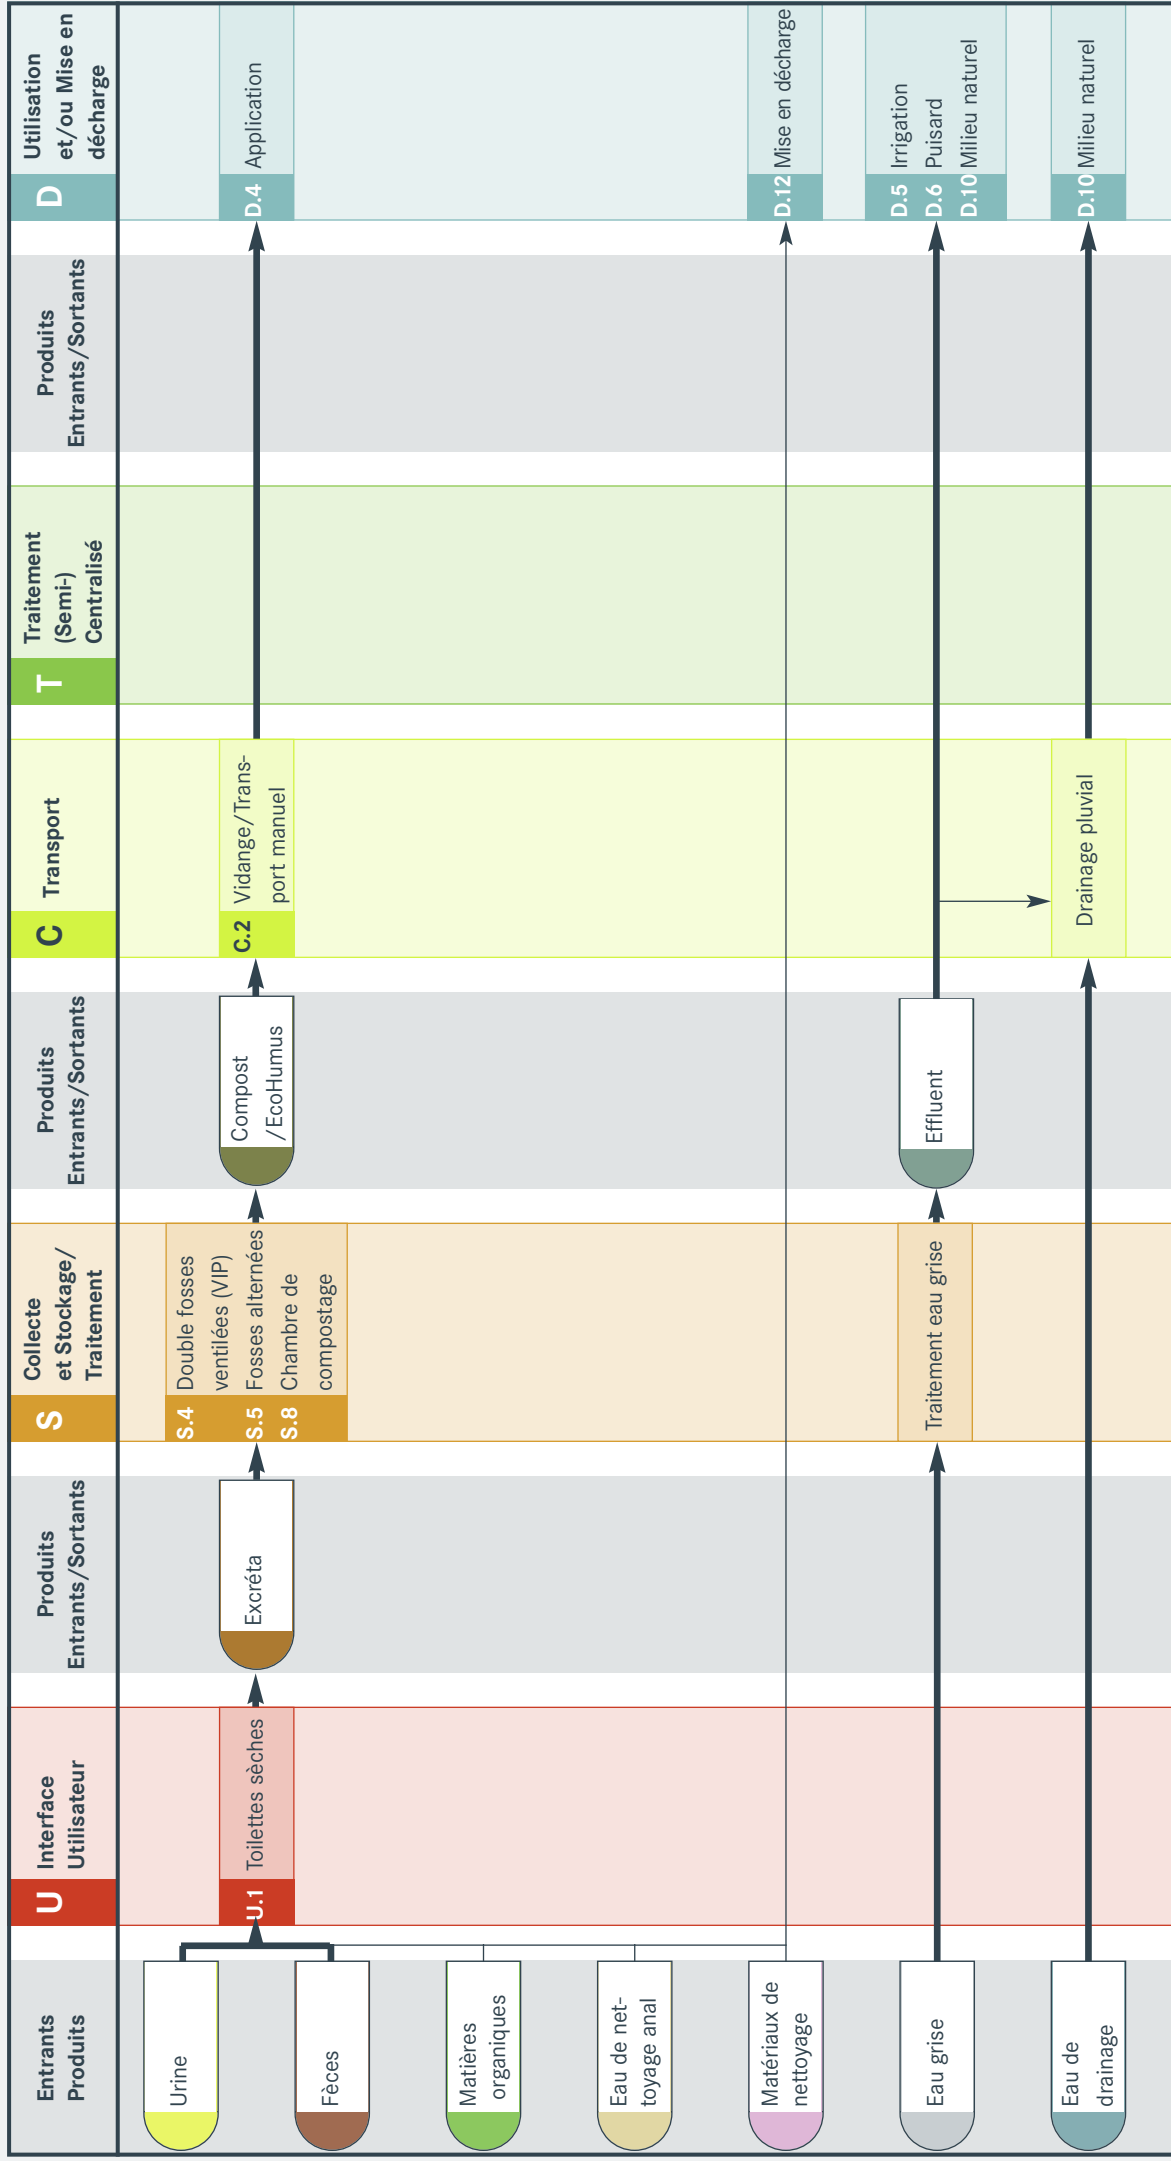 Entrants
Produits
U
Interface
Utilisateur
Produits
Entrants/Sortants
S
Collecte
et Stockage/
Traitement
Produits
Entrants/Sortants
C
Transport
T
Traitement
(Semi-)
Centralisé
Produits
Entrants/Sortants
D
Utilisation
et/ou Mise en
décharge
Urine
Fèces
Matières
organiques
Eau de net-
toyage anal
Matériaux de
nettoyage
Eau grise
Eau de
drainage
U.1 Toilettes sèches
Excréta
S.4 Double fosses
ventilées (VIP)
S.5 Fosses alternées
S.8 Chambre de
compostage
Traitement eau grise
Compost
/EcoHumus
Effluent
C.2 Vidange/Trans-
port manuel
Drainage pluvial
D.4 Application
D.12 Mise en décharge
D.5 Irrigation
D.6 Puisard
D.10 Milieu naturel
D.10 Milieu naturel